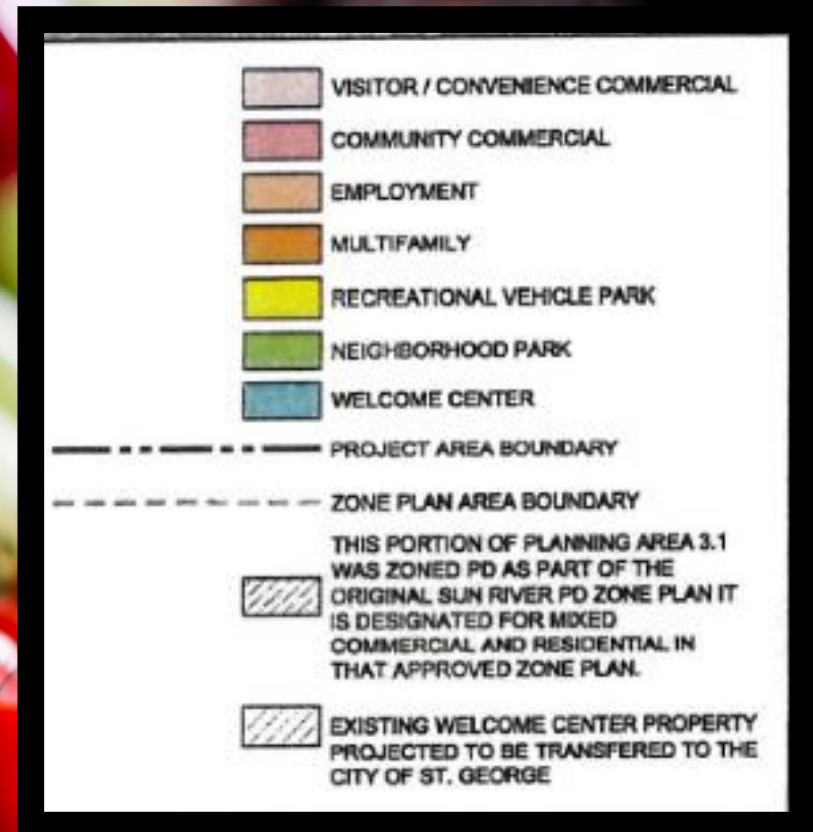 VISITOR / CONVENIENCE COMMERCIAL
COMMUNITY COMMERCIAL
EMPLOYMENT
MULTIFAMILY
RECREATIONAL VEHICLE PARK
NEIGHBORHOOD PARK
WELCOME CENTER
PROJECT AREA BOUNDARY
ZONE PLAN AREA BOUNDARY
THIS PORTION OF PLANNING AREA 3.1
WAS ZONED PD AS PART OF THE
ORIGINAL SUN RIVER PD ZONE PLAN IT
IS DESIGNATED FOR MIXED
COMMERCIAL AND RESIDENTIAL IN
THAT APPROVED ZONE PLAN.
EXISTING WELCOME CENTER PROPERTY
PROJECTED TO BE TRANSFERED TO THE
CITY OF ST. GEORGE